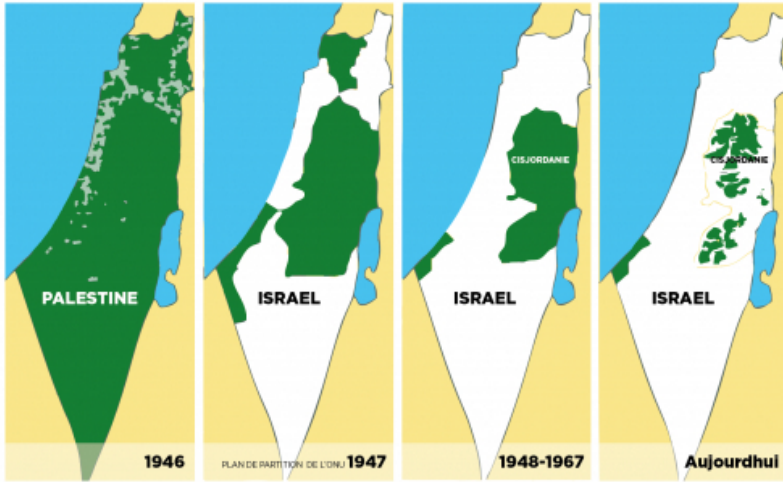 PALESTINE
1946
ISRAEL
PLAN DE PARTITION DE L'ONU 1947
CISJORDANIE
ISRAEL
1948-1967
CISJORDANIE
ISRAEL
Aujourdhui